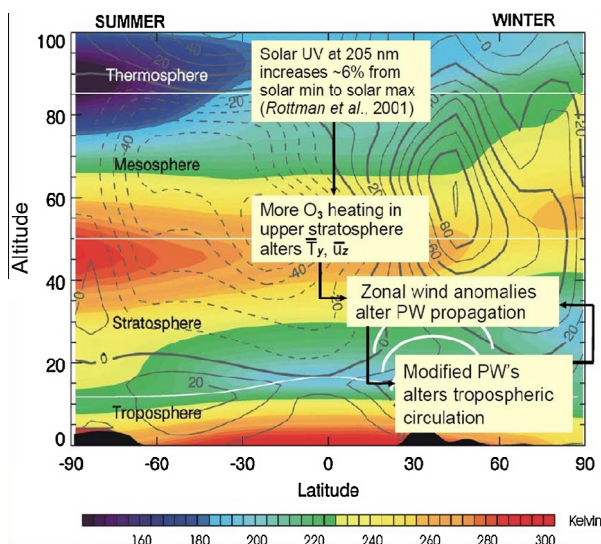 SUMMER
WINTER
100
80
60
40
20
0
Altitude
Thermosphere
Mesosphere
Stratosphere
Troposphere
Solar UV at 205 nm
increases ~6% from
solar min to solar max
(Rottman et al., 2001)
More O₃ heating in
upper stratosphere
alters T̅y, u̅z
Zonal wind anomalies
alter PW propagation
Modified PW's
alters tropospheric
circulation
-90 -60 -30 0 30 60 90
Latitude
160 180 200 220 240 260 280 300
Kelvin